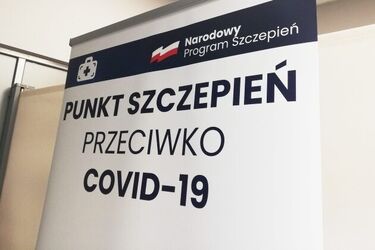 Narodowy
Program Szczepień
PUNKT SZCZEPIEŃ
PRZECIWKO
COVID-19